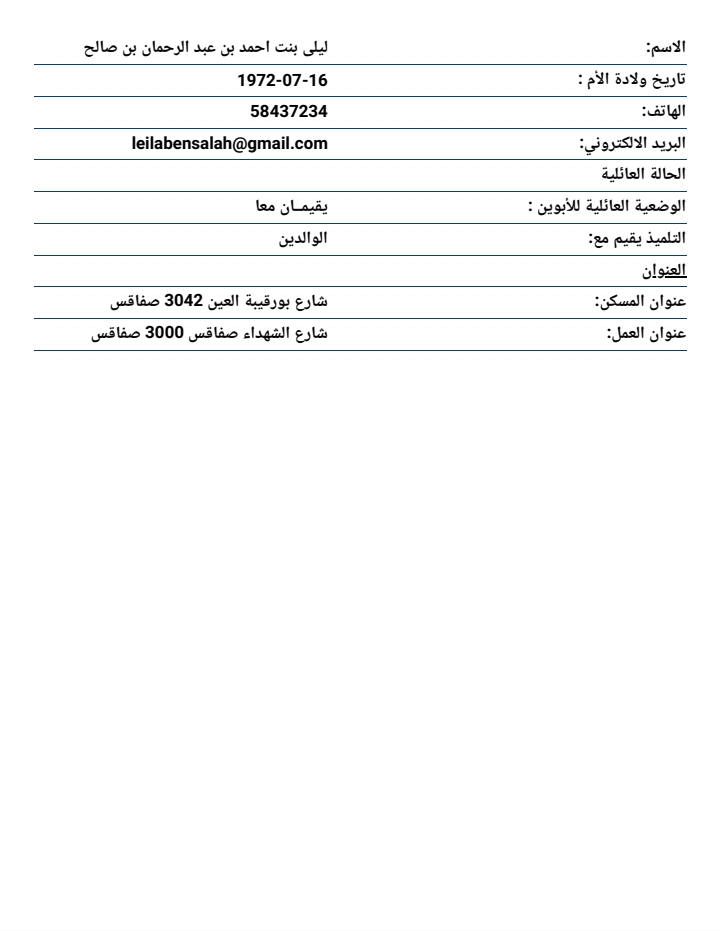 الاسم: ليلى بنت احمد بن عبد الرحمان بن صالح
تاريخ ولادة الأم : 1972-07-16
الهاتف: 58437234
البريد الالكتروني: leilabensalah@gmail.com
الحالة العائلية
الوضعية العائلية للأبوين : يقيمــان معا
التلميذ يقيم مع: الوالدين
العنوان
عنوان المسكن: شارع بورقيبة العين 3042 صفاقس
عنوان العمل: شارع الشهداء صفاقس 3000 صفاقس